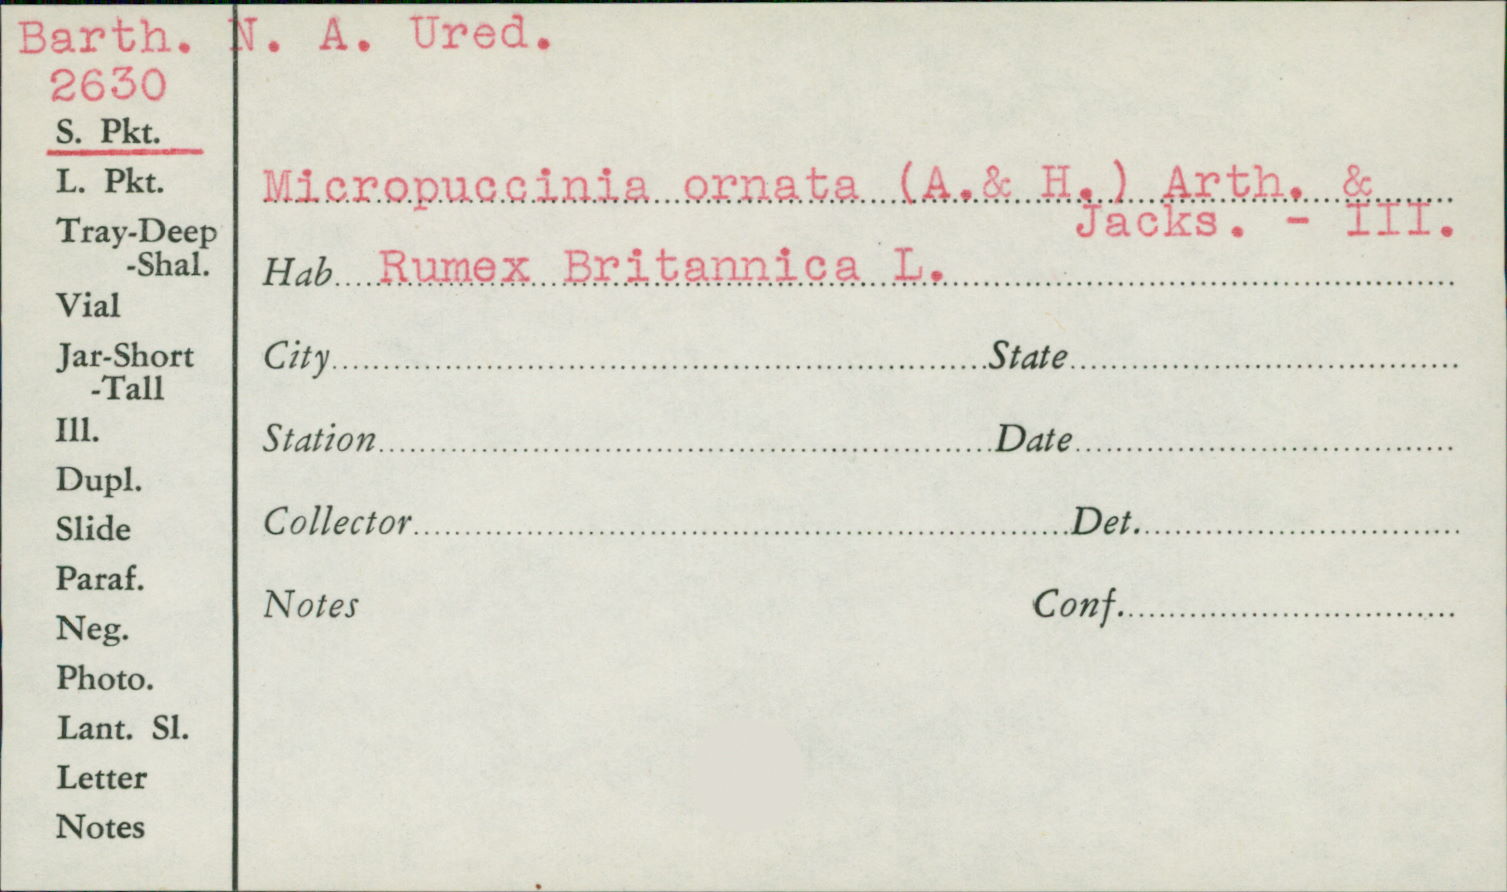 Barth. N. A. Ured.
2630
S. Pkt.
L. Pkt.
Tray-Deep
-Shal.
Vial
Jar-Short
-Tall
Ill.
Dupl.
Slide
Paraf.
Neg.
Photo.
Lant. Sl.
Letter
Notes
Micropuccinia ornata (A.& H.) Arth. &
Jacks. - III.
Hab. Rumex Britannica L.
City State
Station Date
Collector Det.
Notes Conf.